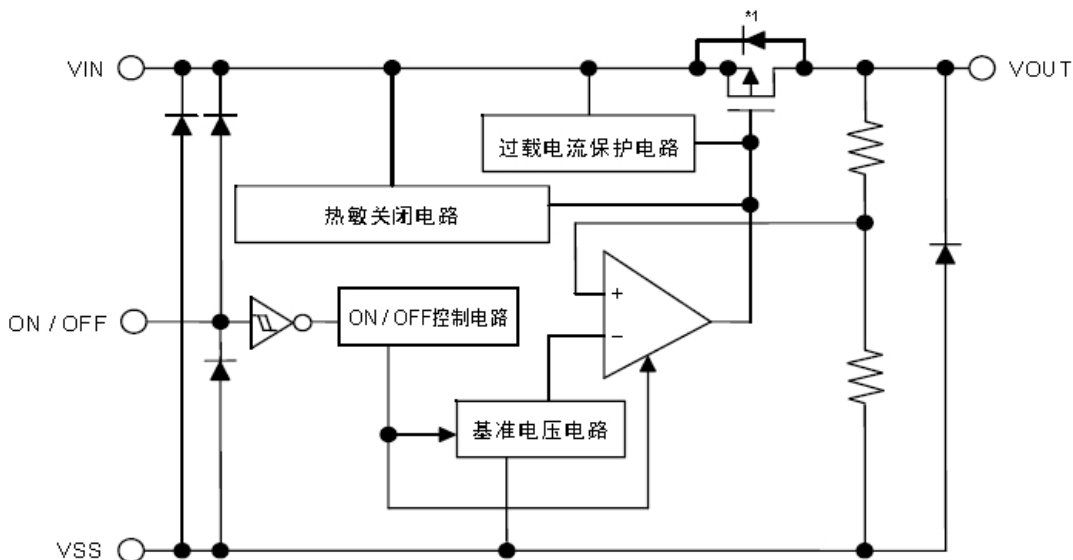 *1
VIN
VOUT
过载电流保护电路
热敏关闭电路
ON / OFF
ON / OFF控制电路
+
−
基准电压电路
VSS